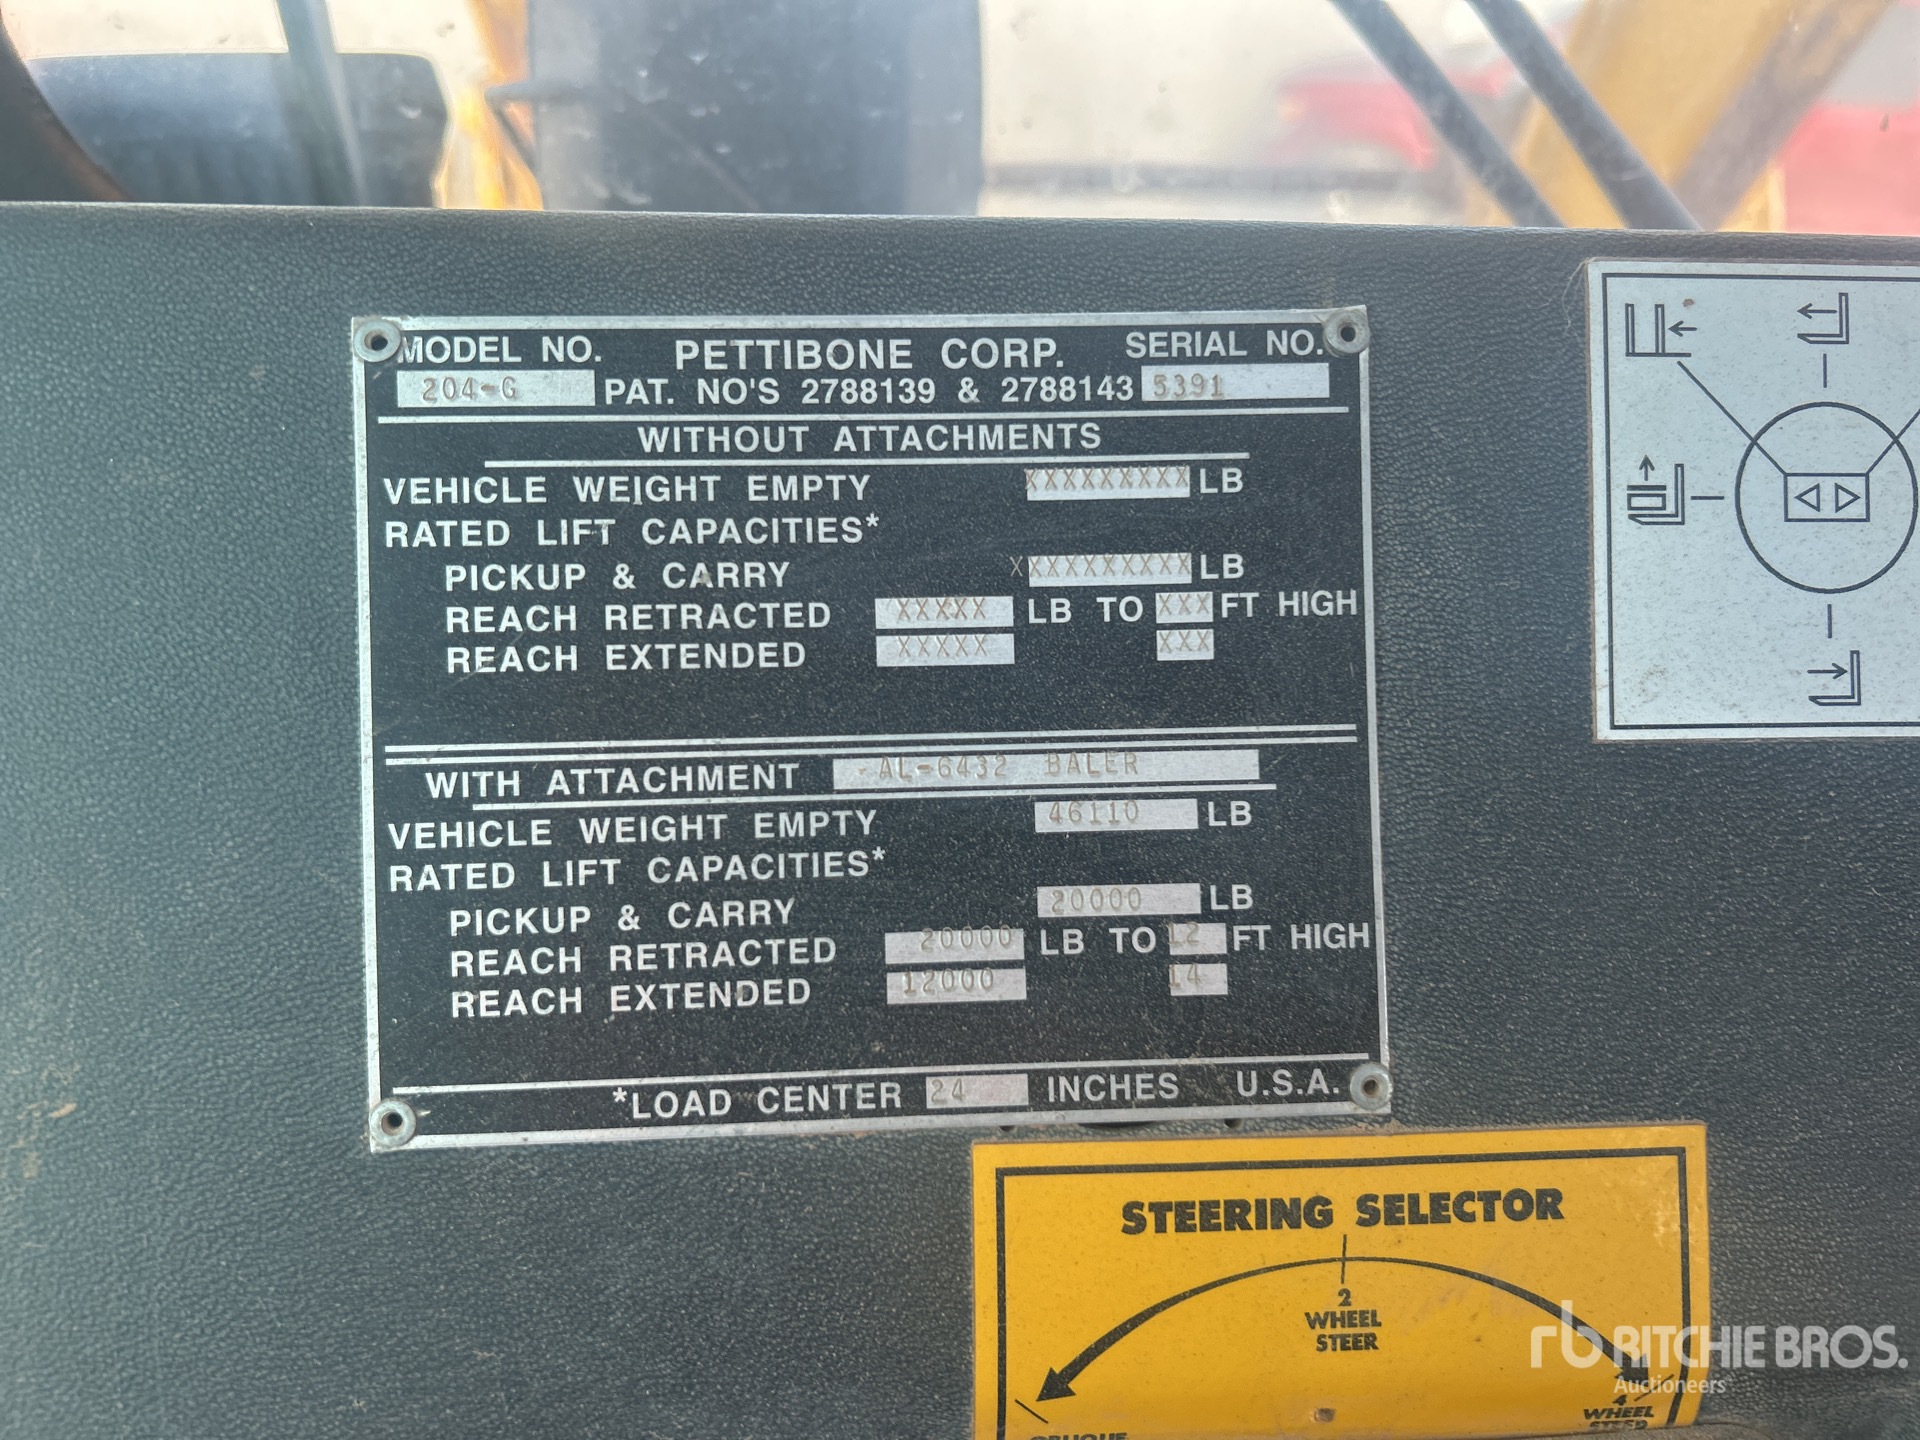 MODEL NO. PETTIBONE CORP. SERIAL NO.
204-G PAT. NO'S 2788139 & 2788143 5391
WITHOUT ATTACHMENTS
VEHICLE WEIGHT EMPTY XXXXXXXXX LB
RATED LIFT CAPACITIES*
PICKUP & CARRY XXXXXXXXXX LB
REACH RETRACTED XXXXX LB TO XXX FT HIGH
REACH EXTENDED XXXXX XXX
WITH ATTACHMENT AL-6432 BALER
VEHICLE WEIGHT EMPTY 46110 LB
RATED LIFT CAPACITIES*
PICKUP & CARRY 20000 LB
REACH RETRACTED 20000 LB TO 12 FT HIGH
REACH EXTENDED 12000 14
*LOAD CENTER 24 INCHES U.S.A.
STEERING SELECTOR
2
WHEEL
STEER
4
WHEEL
STEER
OBLIQUE
rb RITCHIE BROS.
Auctioneers